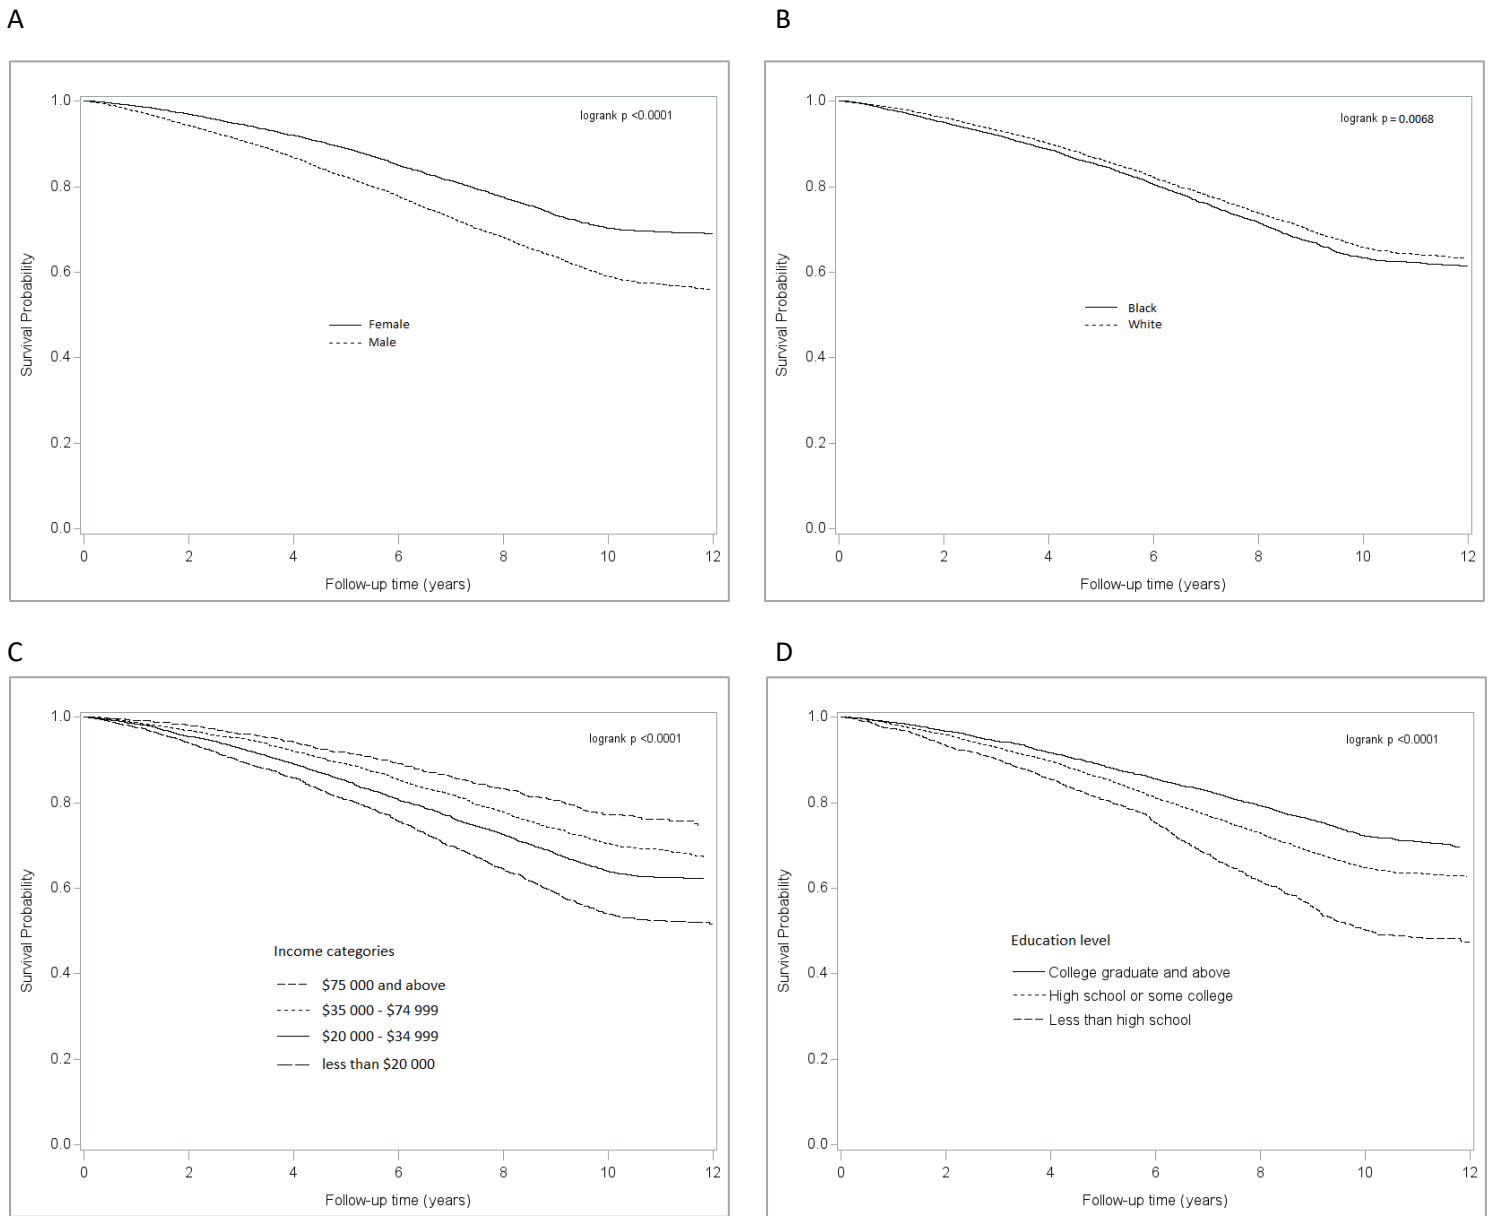 A
B
1.0
0.8
0.6
0.4
0.2
0.0
Survival Probability
logrank p <0.0001
Female
Male
0 2 4 6 8 10 12
Follow-up time (years)
1.0
0.8
0.6
0.4
0.2
0.0
Survival Probability
logrank p = 0.0068
Black
White
0 2 4 6 8 10 12
Follow-up time (years)
C
D
1.0
0.8
0.6
0.4
0.2
0.0
Survival Probability
logrank p <0.0001
Income categories
$75 000 and above
$35 000 - $74 999
$20 000 - $34 999
less than $20 000
0 2 4 6 8 10 12
Follow-up time (years)
1.0
0.8
0.6
0.4
0.2
0.0
Survival Probability
logrank p <0.0001
Education level
College graduate and above
High school or some college
Less than high school
0 2 4 6 8 10 12
Follow-up time (years)